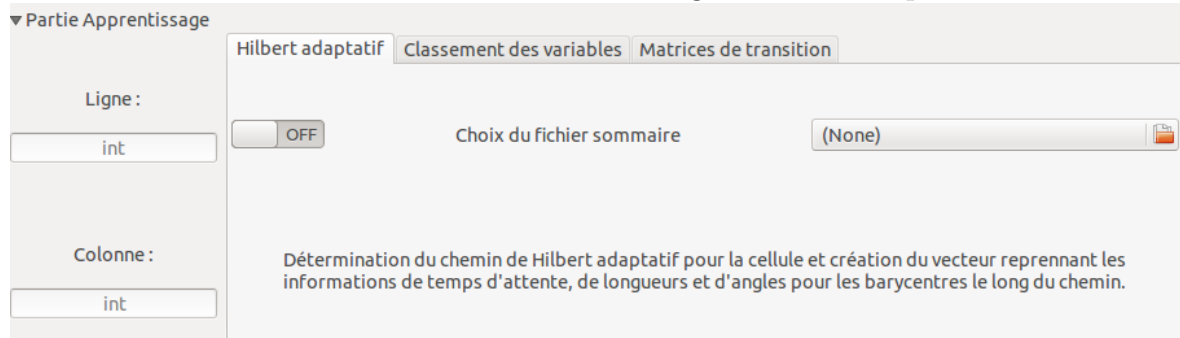 ▼Partie Apprentissage
Hilbert adaptatif Classement des variables Matrices de transition
Ligne :
int
OFF Choix du fichier sommaire (None)
Colonne :
int
Détermination du chemin de Hilbert adaptatif pour la cellule et création du vecteur reprennant les
informations de temps d'attente, de longueurs et d'angles pour les barycentres le long du chemin.